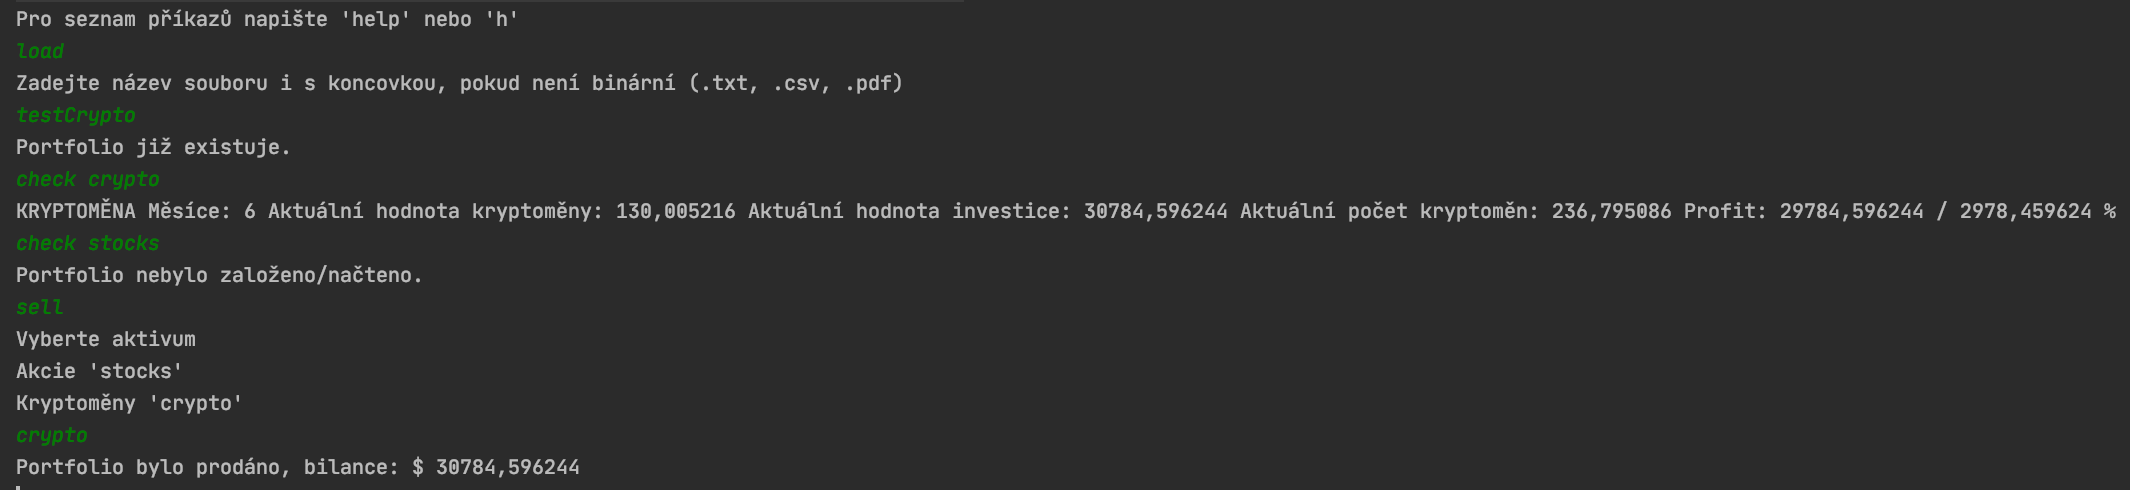 Pro seznam příkazů napište 'help' nebo 'h'
load
Zadejte název souboru i s koncovkou, pokud není binární (.txt, .csv, .pdf)
testCrypto
Portfolio již existuje.
check crypto
KRYPTOMĚNA Měsíce: 6 Aktuální hodnota kryptoměny: 130,005216 Aktuální hodnota investice: 30784,596244 Aktuální počet kryptoměn: 236,795086 Profit: 29784,596244 / 2978,459624 %
check stocks
Portfolio nebylo založeno/načteno.
sell
Vyberte aktivum
Akcie 'stocks'
Kryptoměny 'crypto'
crypto
Portfolio bylo prodáno, bilance: $ 30784,596244